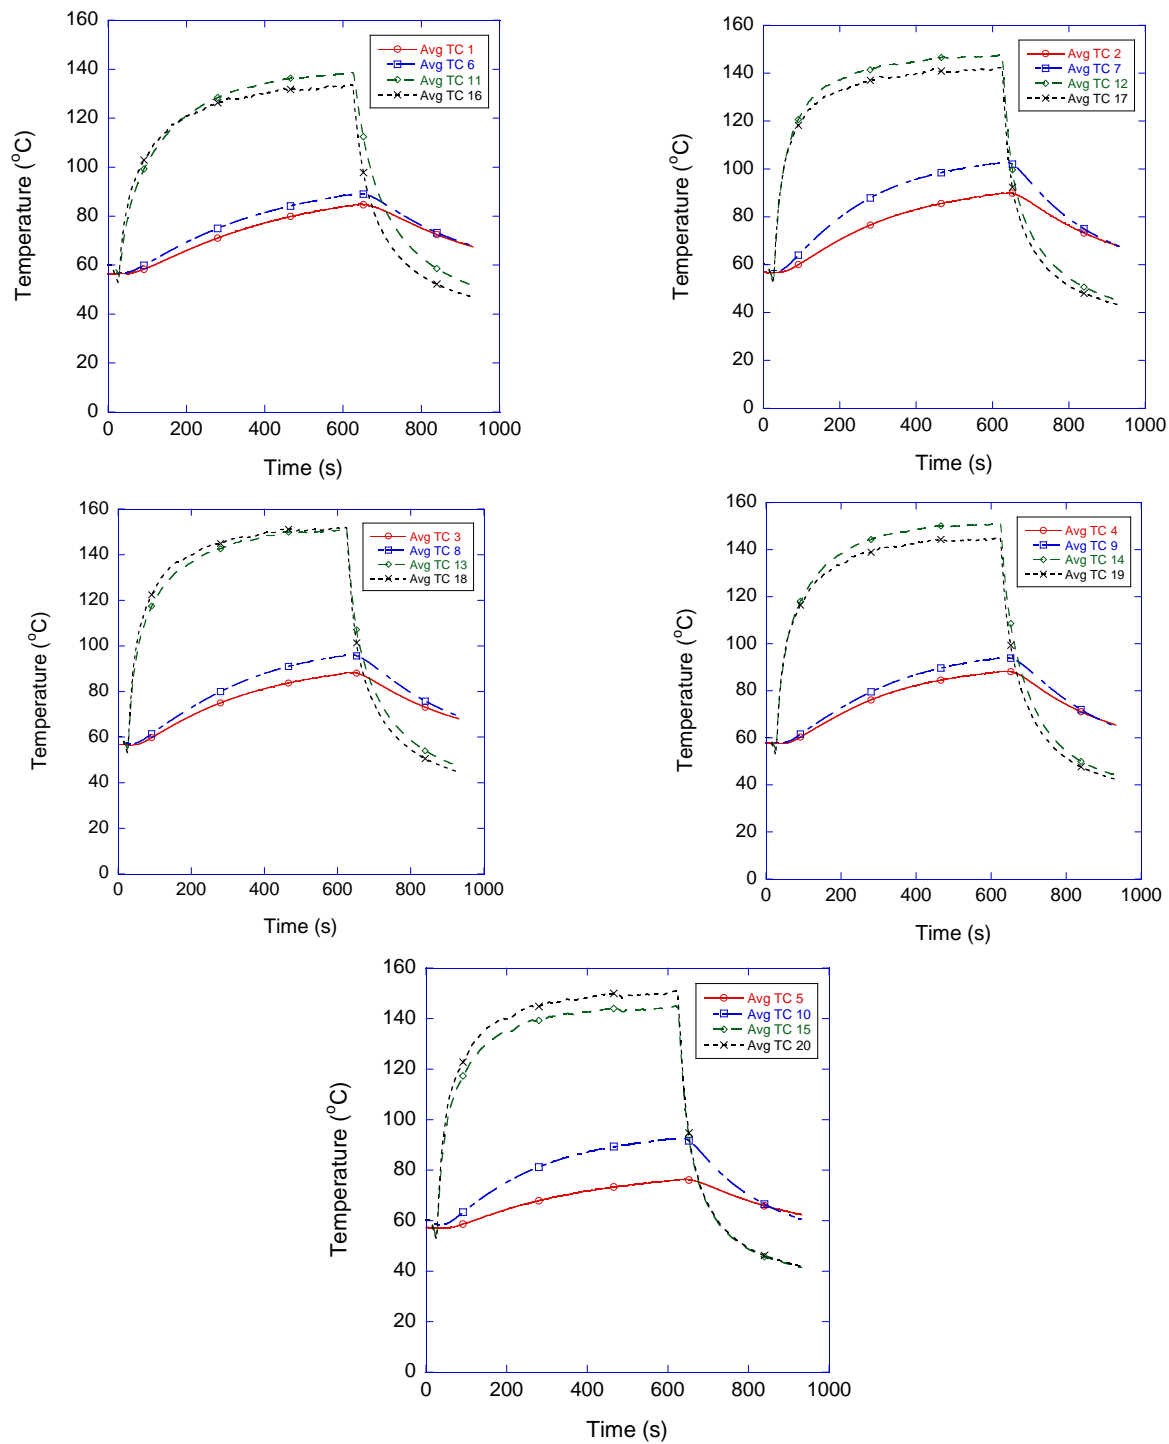 160
140
120
100
80
60
40
20
0
Temperature (°C)
Avg TC 1
Avg TC 6
Avg TC 11
Avg TC 16
0 200 400 600 800 1000
Time (s)
160
140
120
100
80
60
40
20
0
Temperature (°C)
Avg TC 2
Avg TC 7
Avg TC 12
Avg TC 17
0 200 400 600 800 1000
Time (s)
160
140
120
100
80
60
40
20
0
Temperature (°C)
Avg TC 3
Avg TC 8
Avg TC 13
Avg TC 18
0 200 400 600 800 1000
Time (s)
160
140
120
100
80
60
40
20
0
Temperature (°C)
Avg TC 4
Avg TC 9
Avg TC 14
Avg TC 19
0 200 400 600 800 1000
Time (s)
160
140
120
100
80
60
40
20
0
Temperature (°C)
Avg TC 5
Avg TC 10
Avg TC 15
Avg TC 20
0 200 400 600 800 1000
Time (s)